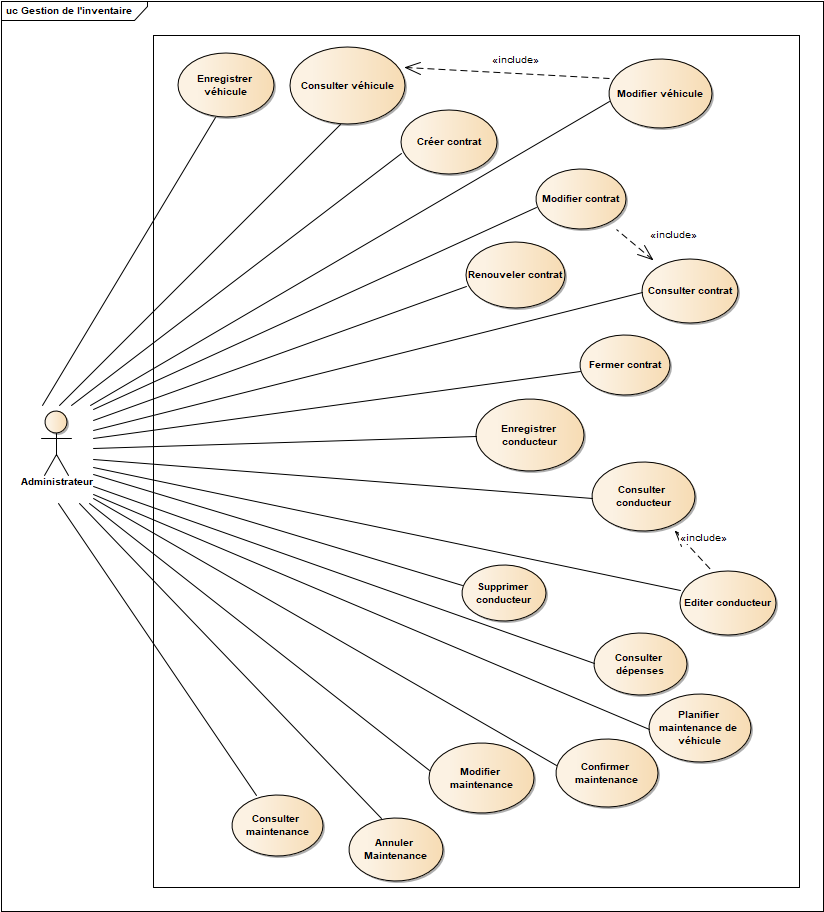 uc Gestion de l'inventaire
«include»
Enregistrer
véhicule
Consulter véhicule
Modifier véhicule
Créer contrat
Modifier contrat
«include»
Renouveler contrat
Consulter contrat
Fermer contrat
Enregistrer
conducteur
Administrateur
Consulter
conducteur
«include»
Supprimer
conducteur
Editer conducteur
Consulter
dépenses
Planifier
maintenance de
véhicule
Modifier
maintenance
Confirmer
maintenance
Consulter
maintenance
Annuler
Maintenance